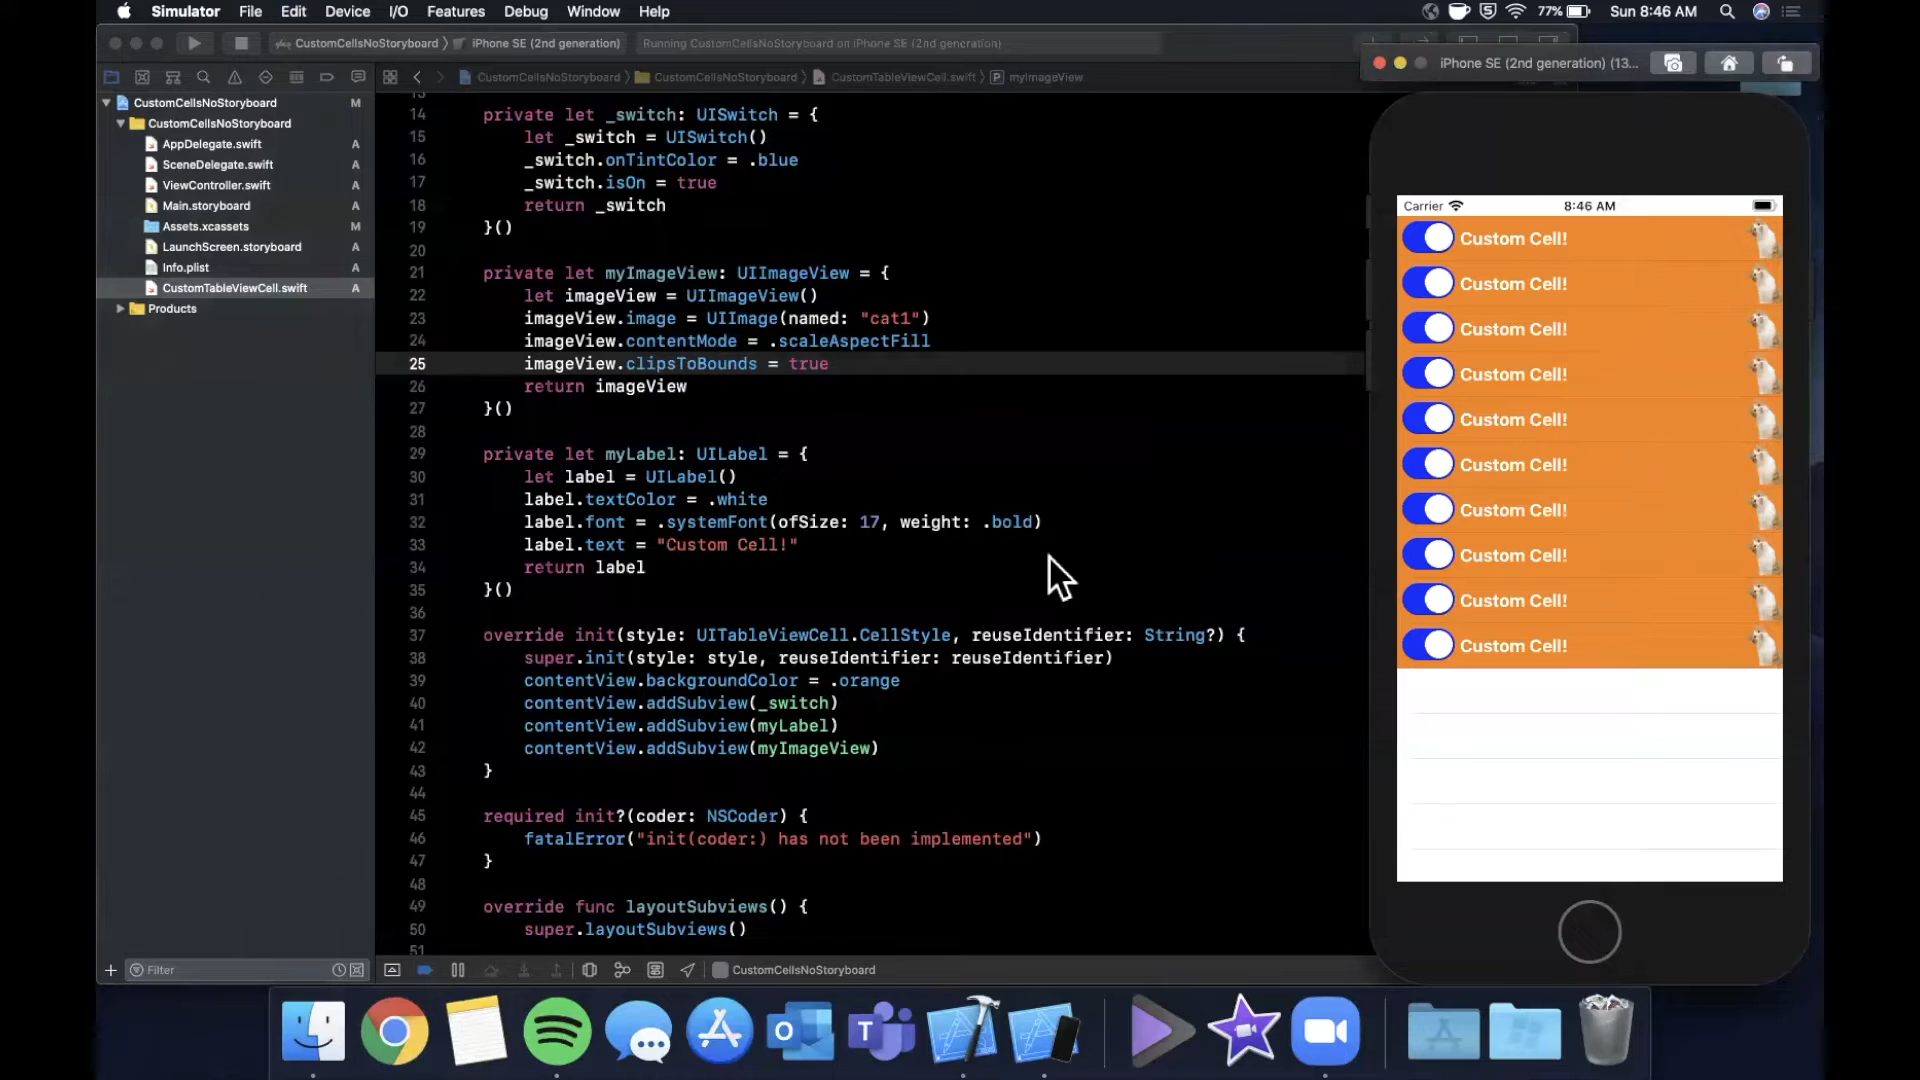 Simulator File Edit Device I/O Features Debug Window Help
77% Sun 8:46 AM
CustomCellsNoStoryboard iPhone SE (2nd generation)
Running CustomCellsNoStoryboard on iPhone SE (2nd generation)
CustomCellsNoStoryboard CustomCellsNoStoryboard CustomTableViewCell.swift P myImageView
CustomCellsNoStoryboard M
CustomCellsNoStoryboard
AppDelegate.swift A
SceneDelegate.swift A
ViewController.swift A
Main.storyboard A
Assets.xcassets M
LaunchScreen.storyboard A
Info.plist A
CustomTableViewCell.swift A
Products
Filter
13
14 private let _switch: UISwitch = {
15 let _switch = UISwitch()
16 _switch.onTintColor = .blue
17 _switch.isOn = true
18 return _switch
19 }()
20
21 private let myImageView: UIImageView = {
22 let imageView = UIImageView()
23 imageView.image = UIImage(named: "cat1")
24 imageView.contentMode = .scaleAspectFill
25 imageView.clipsToBounds = true
26 return imageView
27 }()
28
29 private let myLabel: UILabel = {
30 let label = UILabel()
31 label.textColor = .white
32 label.font = .systemFont(ofSize: 17, weight: .bold)
33 label.text = "Custom Cell!"
34 return label
35 }()
36
37 override init(style: UITableViewCell.CellStyle, reuseIdentifier: String?) {
38 super.init(style: style, reuseIdentifier: reuseIdentifier)
39 contentView.backgroundColor = .orange
40 contentView.addSubview(_switch)
41 contentView.addSubview(myLabel)
42 contentView.addSubview(myImageView)
43 }
44
45 required init?(coder: NSCoder) {
46 fatalError("init(coder:) has not been implemented")
47 }
48
49 override func layoutSubviews() {
50 super.layoutSubviews()
51
CustomCellsNoStoryboard
iPhone SE (2nd generation) (13...
Carrier 8:46 AM
Custom Cell!
Custom Cell!
Custom Cell!
Custom Cell!
Custom Cell!
Custom Cell!
Custom Cell!
Custom Cell!
Custom Cell!
Custom Cell!